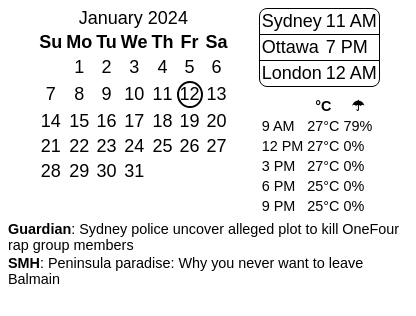 January 2024
Su Mo Tu We Th Fr Sa
1 2 3 4 5 6
7 8 9 10 11 12 13
14 15 16 17 18 19 20
21 22 23 24 25 26 27
28 29 30 31
Sydney 11 AM
Ottawa 7 PM
London 12 AM
°C ☂
9 AM 27°C 79%
12 PM 27°C 0%
3 PM 27°C 0%
6 PM 25°C 0%
9 PM 25°C 0%
Guardian: Sydney police uncover alleged plot to kill OneFour
rap group members
SMH: Peninsula paradise: Why you never want to leave
Balmain